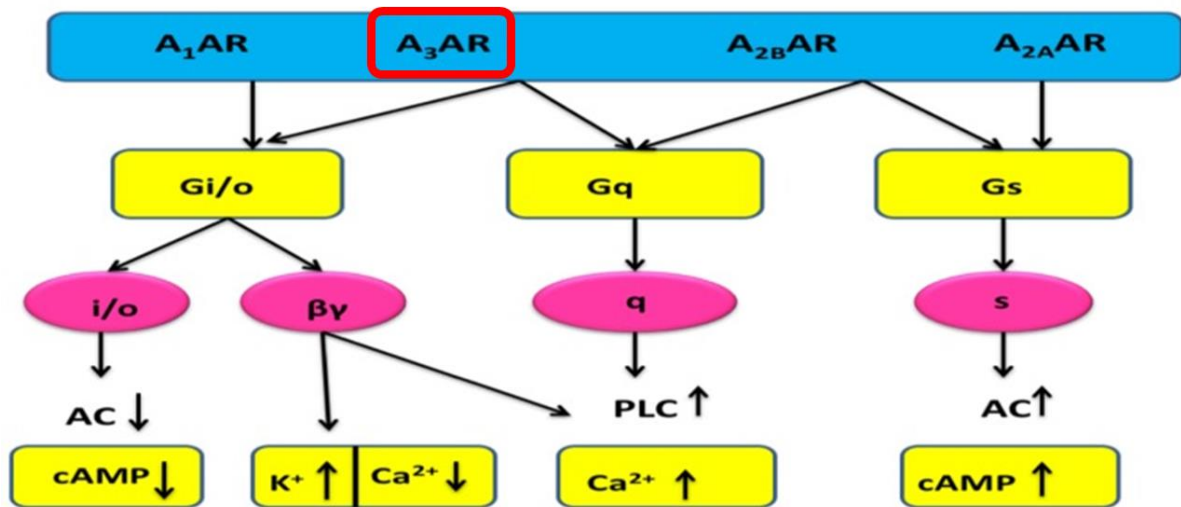 A₁AR A₃AR A₂BAR A₂AAR
Gi/o Gq Gs
i/o βγ q s
AC ↓ PLC ↑ AC↑
cAMP↓ K⁺ ↑ Ca²⁺ ↓ Ca²⁺ ↑ cAMP ↑